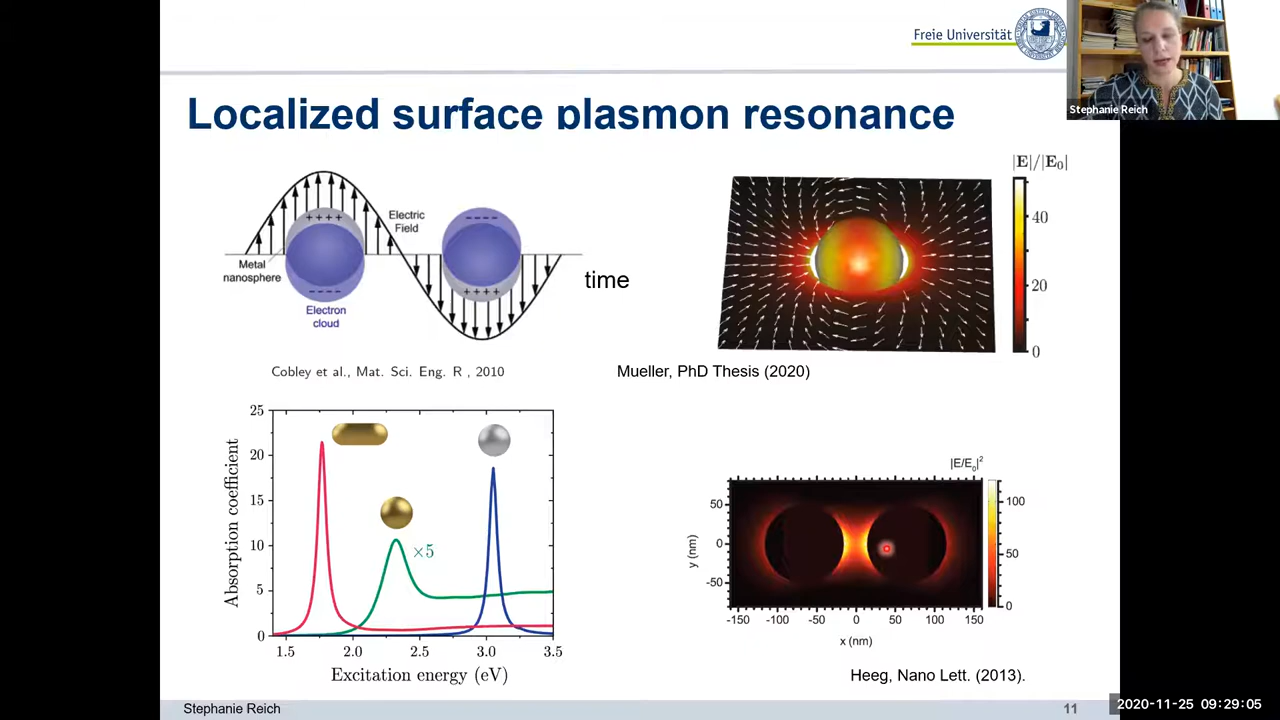 Freie Universität
Stephanie Reich
Localized surface plasmon resonance
|E|/|E₀|
40
20
0
+ + + +
Electric
Field
Metal
nanosphere
- - - -
Electron
cloud
- - - -
+ + + +
time
Cobley et al., Mat. Sci. Eng. R , 2010
Mueller, PhD Thesis (2020)
Absorption coefficient
25
20
15
10
5
0
×5
1.5 2.0 2.5 3.0 3.5
Excitation energy (eV)
|E/E₀|²
100
50
0
y (nm)
50
0
-50
-150 -100 -50 0 50 100 150
x (nm)
Heeg, Nano Lett. (2013).
Stephanie Reich
11
2020-11-25 09:29:05